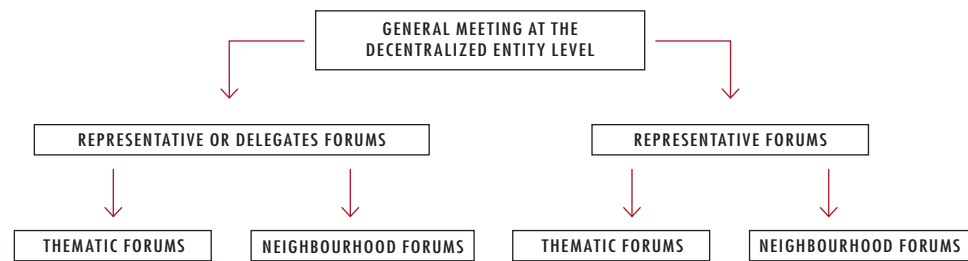 GENERAL MEETING AT THE
DECENTRALIZED ENTITY LEVEL
REPRESENTATIVE OR DELEGATES FORUMS
REPRESENTATIVE FORUMS
THEMATIC FORUMS
NEIGHBOURHOOD FORUMS
THEMATIC FORUMS
NEIGHBOURHOOD FORUMS